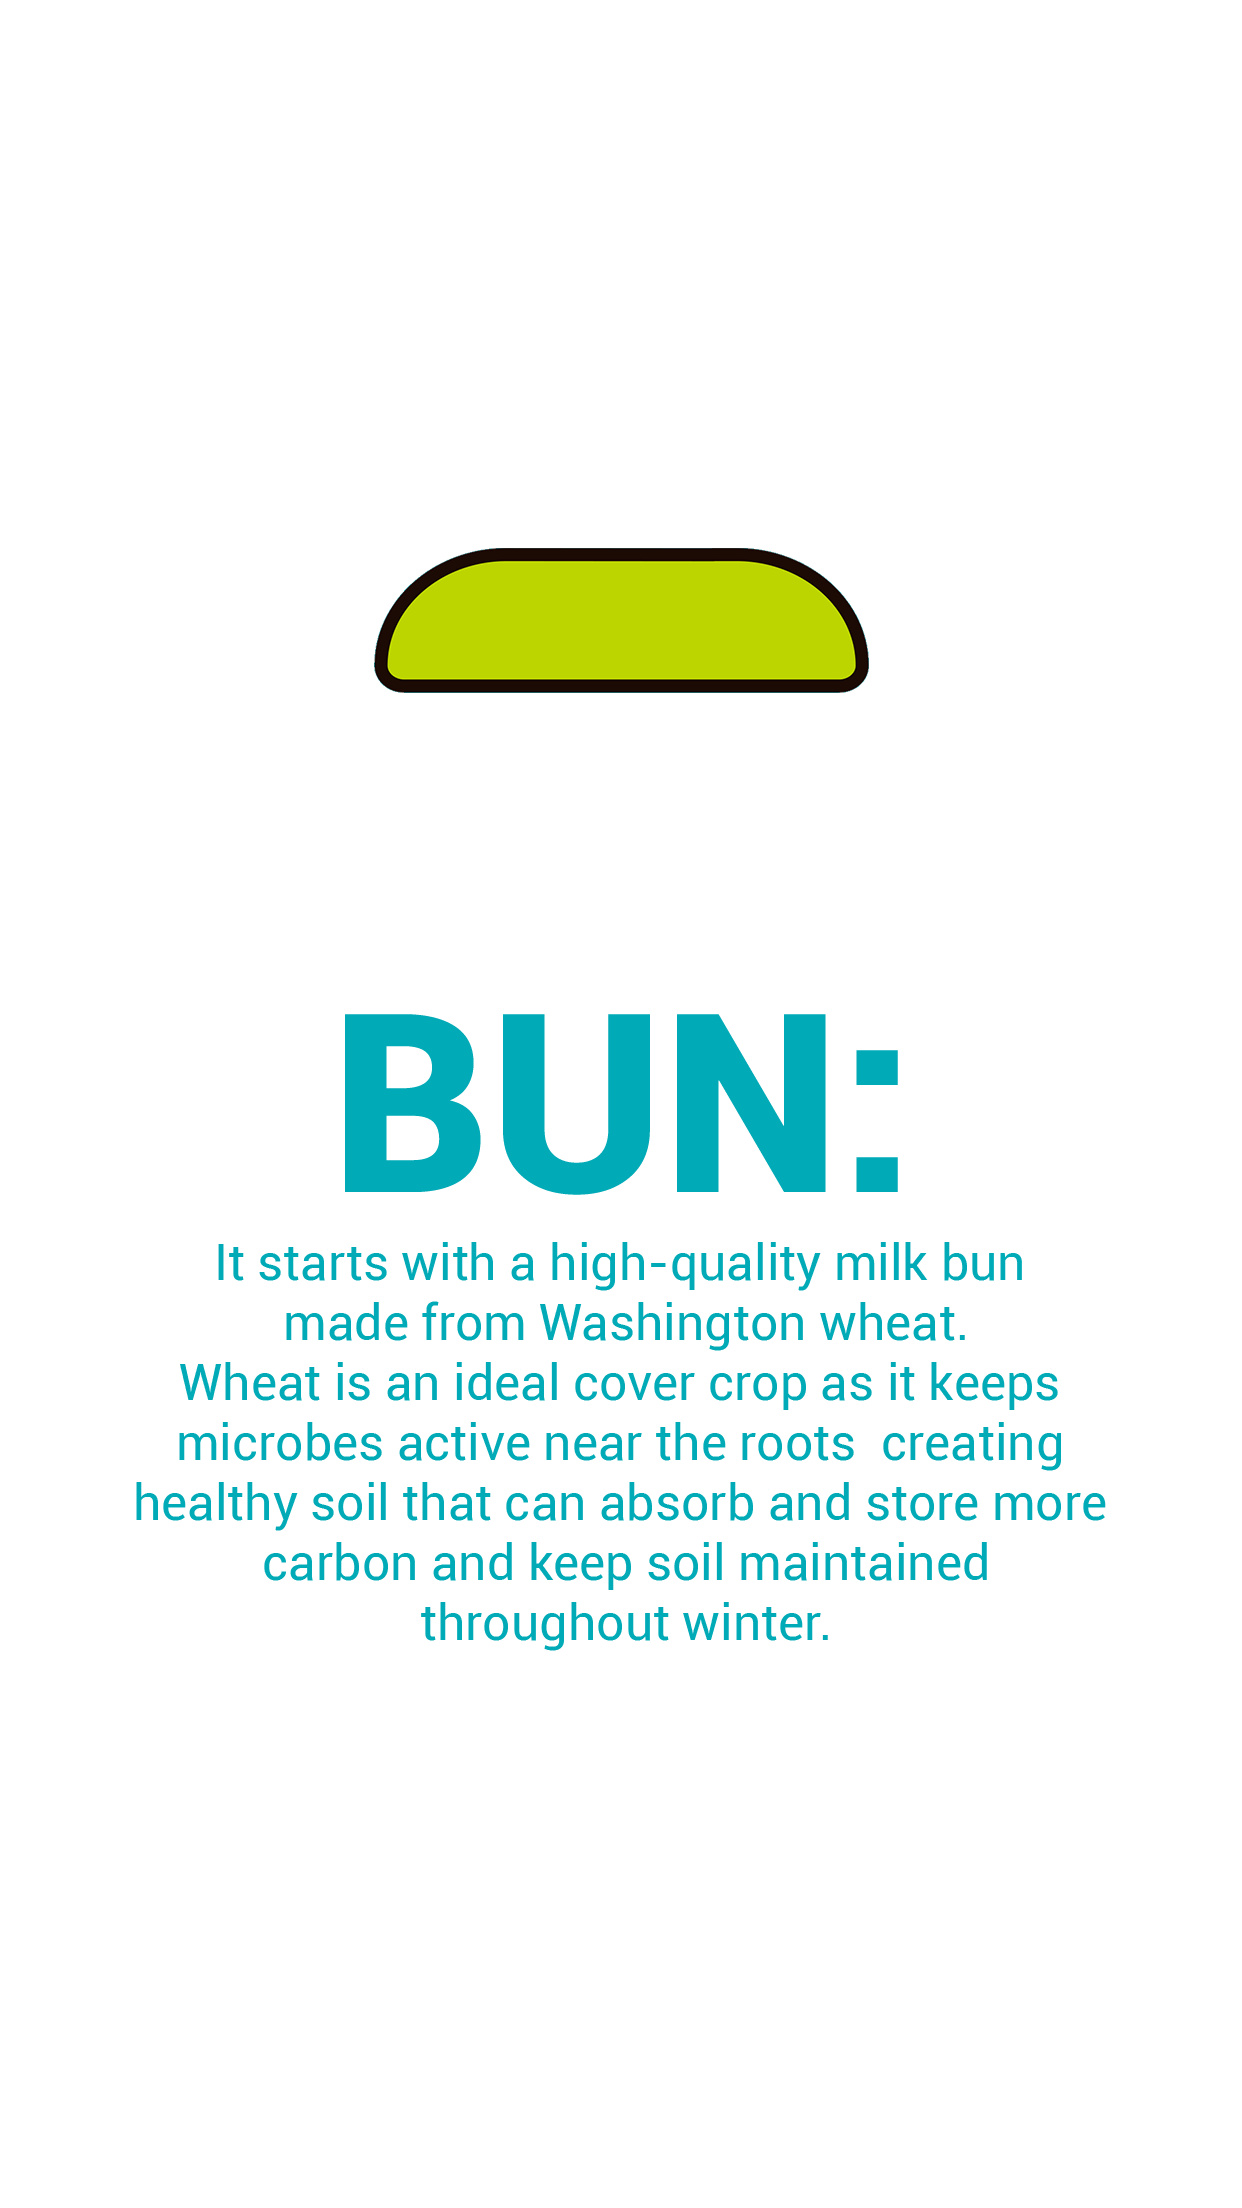 BUN:
It starts with a high-quality milk bun
made from Washington wheat.
Wheat is an ideal cover crop as it keeps
microbes active near the roots  creating
healthy soil that can absorb and store more
carbon and keep soil maintained
throughout winter.